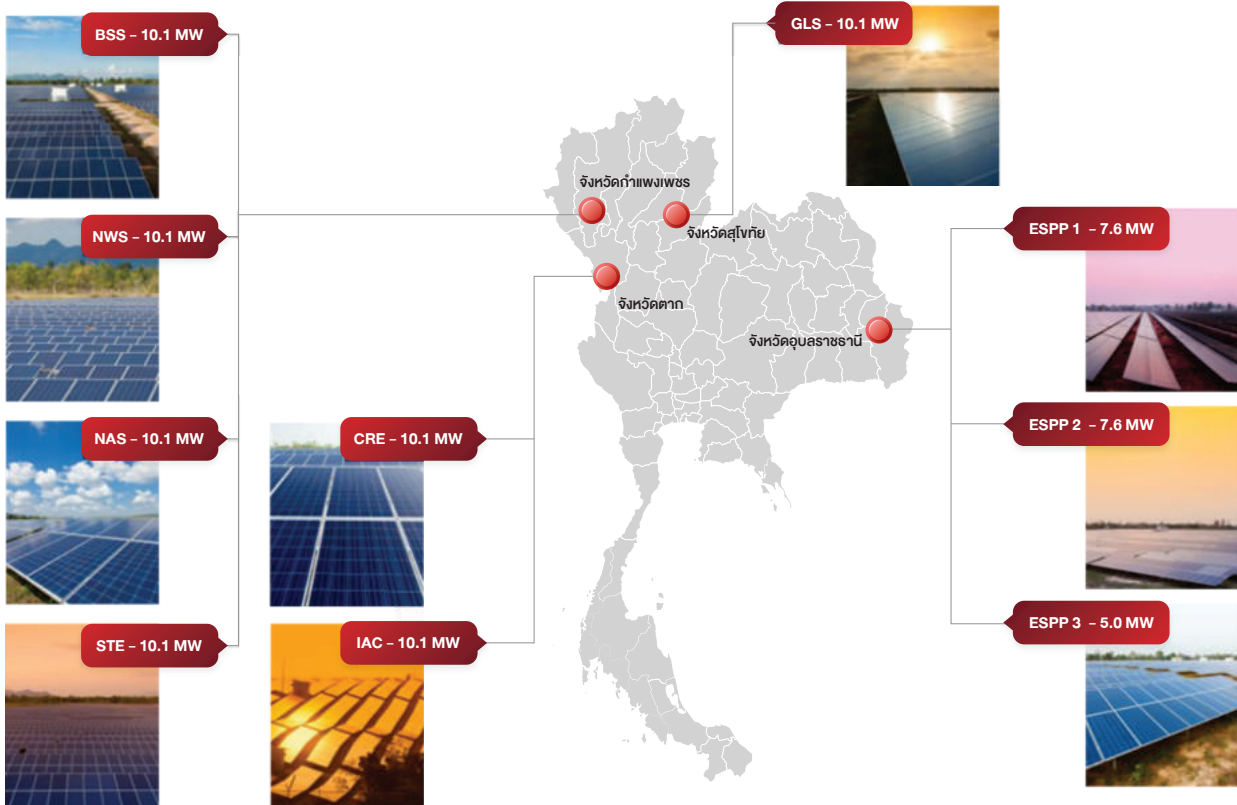 BSS – 10.1 MW
GLS – 10.1 MW
จังหวัดกำแพงเพชร
NWS – 10.1 MW
จังหวัดสุโขทัย
ESPP 1 – 7.6 MW
จังหวัดตาก
จังหวัดอุบลราชธานี
NAS – 10.1 MW
CRE – 10.1 MW
ESPP 2 – 7.6 MW
STE – 10.1 MW
IAC – 10.1 MW
ESPP 3 – 5.0 MW